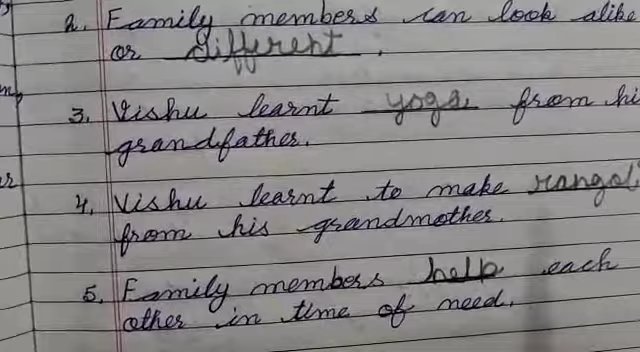 2. Family members can look alike
or different.
3. Vishu learnt yoga from hi
grandfather.
4. Vishu learnt to make rangoli
from his grandmother.
5. Family members help each
other in time of need.